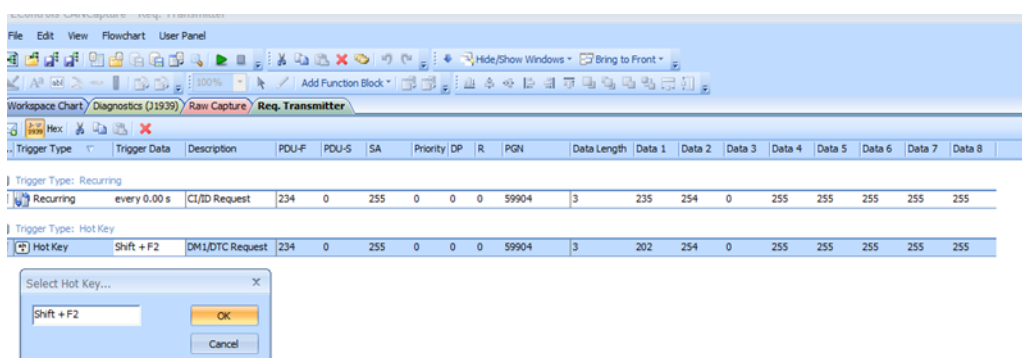 EControls CANCapture - Req. Transmitter
File Edit View Flowchart User Panel
Hide/Show Windows Bring to Front
100% Add Function Block
Workspace Chart Diagnostics (J1939) Raw Capture Req. Transmitter
1939 Hex
... Trigger Type Trigger Data Description PDU-F PDU-S SA Priority DP R PGN Data Length Data 1 Data 2 Data 3 Data 4 Data 5 Data 6 Data 7 Data 8
Trigger Type: Recurring
Recurring every 0.00 s CI/ID Request 234 0 255 0 0 0 59904 3 235 254 0 255 255 255 255 255
Trigger Type: Hot Key
Hot Key Shift + F2 DM1/DTC Request 234 0 255 0 0 0 59904 3 202 254 0 255 255 255 255 255
Select Hot Key... x
Shift + F2
OK
Cancel